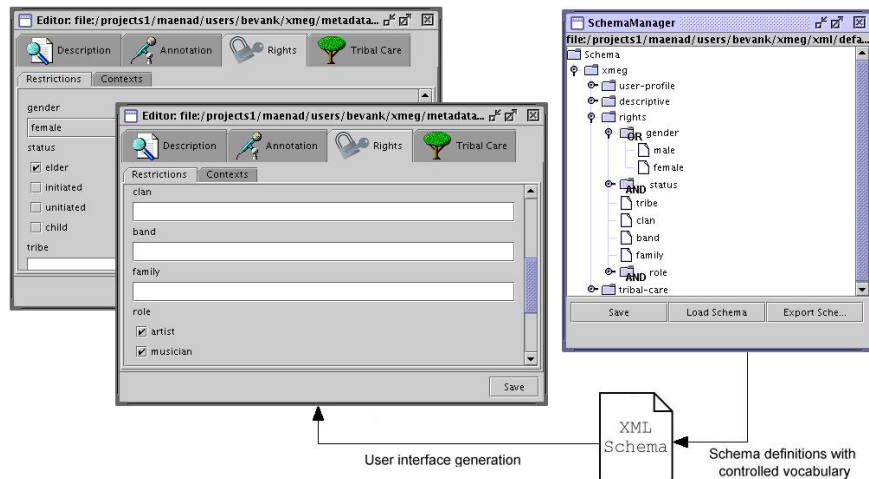 Editor: file:/projects1/maenad/users/bevank/xmeg/metadata...
Description
Annotation
Rights
Tribal Care
Restrictions
Contexts
gender
female
status
elder
initiated
unitiated
child
tribe
Editor: file:/projects1/maenad/users/bevank/xmeg/metadata...
Description
Annotation
Rights
Tribal Care
Restrictions
Contexts
clan
band
family
role
artist
musician
Save
SchemaManager
file:/projects1/maenad/users/bevank/xmeg/xml/defa...
Schema
xmeg
user-profile
descriptive
rights
OR gender
male
female
AND status
tribe
clan
band
family
AND role
tribal-care
Save
Load Schema
Export Sche...
XML
Schema
User interface generation
Schema definitions with
controlled vocabulary